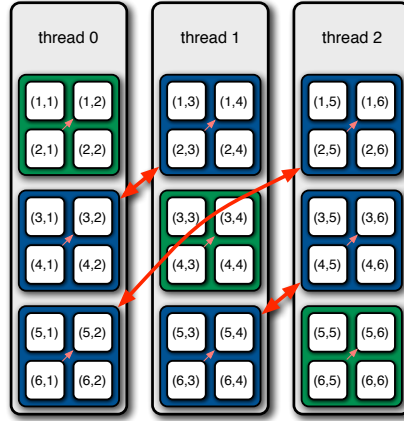 thread 0 thread 1 thread 2
(1,1) (1,2) (1,3) (1,4) (1,5) (1,6)
(2,1) (2,2) (2,3) (2,4) (2,5) (2,6)
(3,1) (3,2) (3,3) (3,4) (3,5) (3,6)
(4,1) (4,2) (4,3) (4,4) (4,5) (4,6)
(5,1) (5,2) (5,3) (5,4) (5,5) (5,6)
(6,1) (6,2) (6,3) (6,4) (6,5) (6,6)